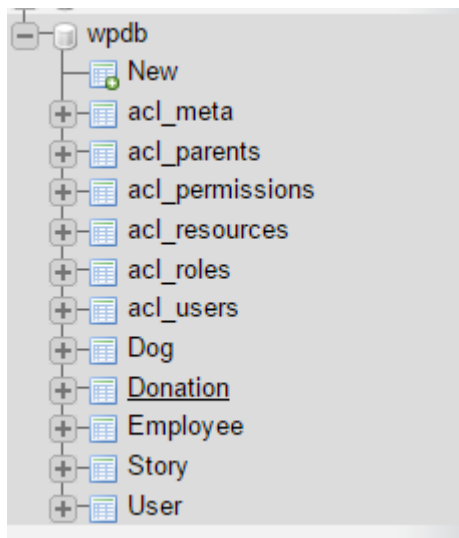 wpdb
New
acl_meta
acl_parents
acl_permissions
acl_resources
acl_roles
acl_users
Dog
Donation
Employee
Story
User